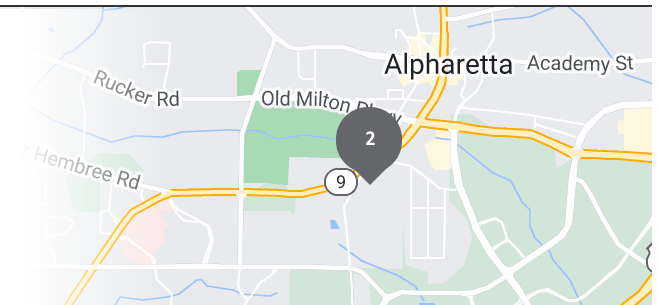 Alpharetta
Academy St
Rucker Rd
Old Milton Pkwy
2
Hembree Rd
9